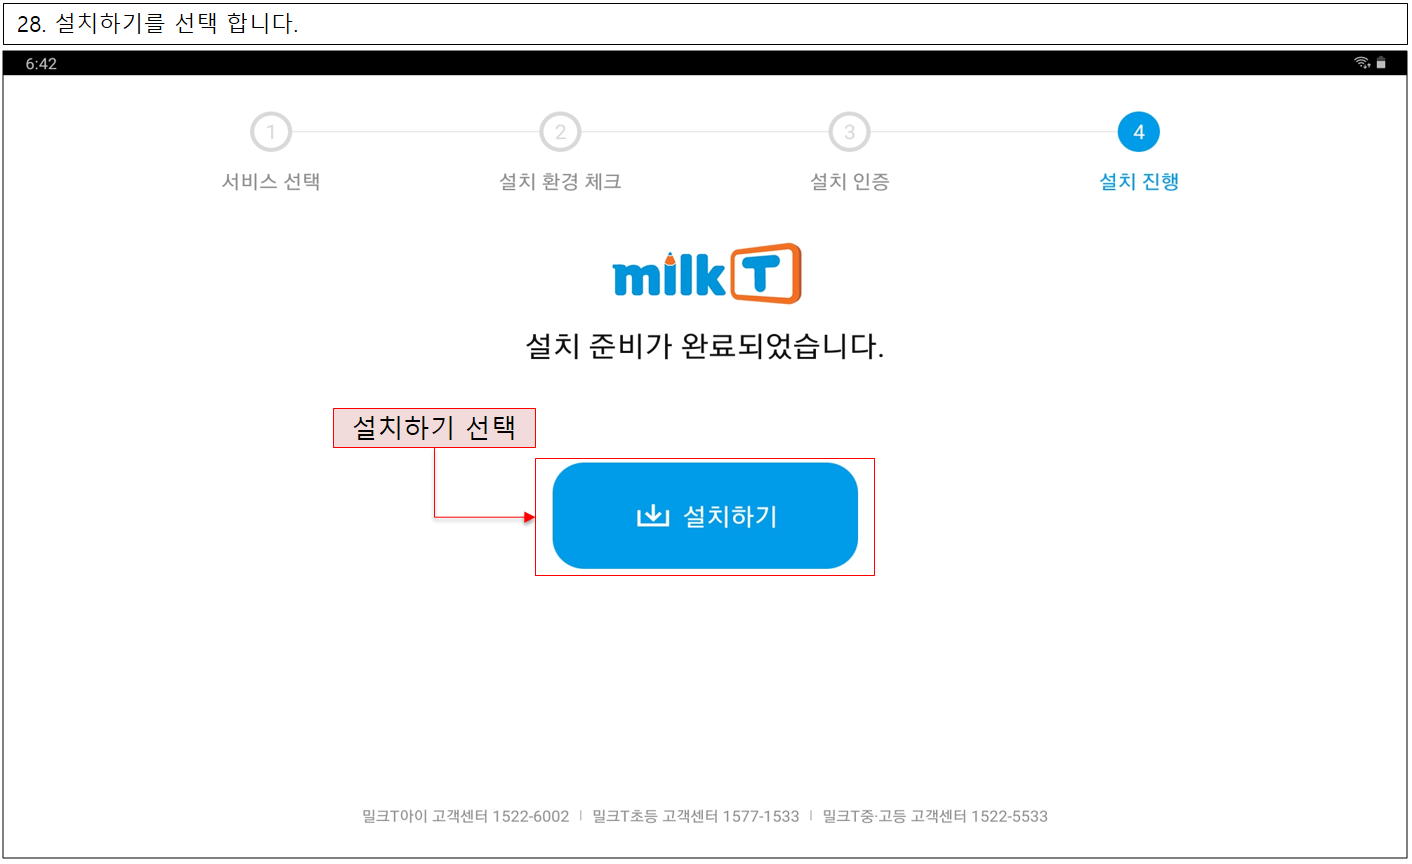 28. 설치하기를 선택 합니다.
6:42
1 2 3 4
서비스 선택 설치 환경 체크 설치 인증 설치 진행
milk T
설치 준비가 완료되었습니다.
설치하기 선택
설치하기
밀크T아이 고객센터 1522-6002 | 밀크T초등 고객센터 1577-1533 | 밀크T중·고등 고객센터 1522-5533